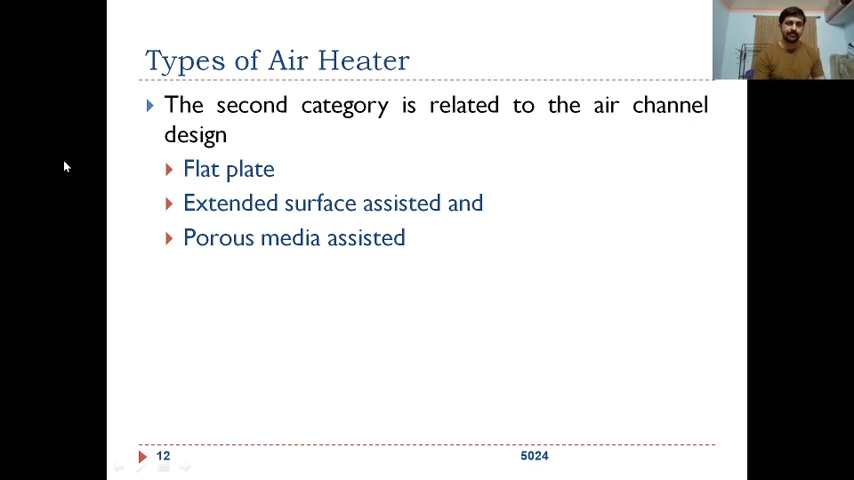 Types of Air Heater
The second category is related to the air channel
design
Flat plate
Extended surface assisted and
Porous media assisted
12
5024